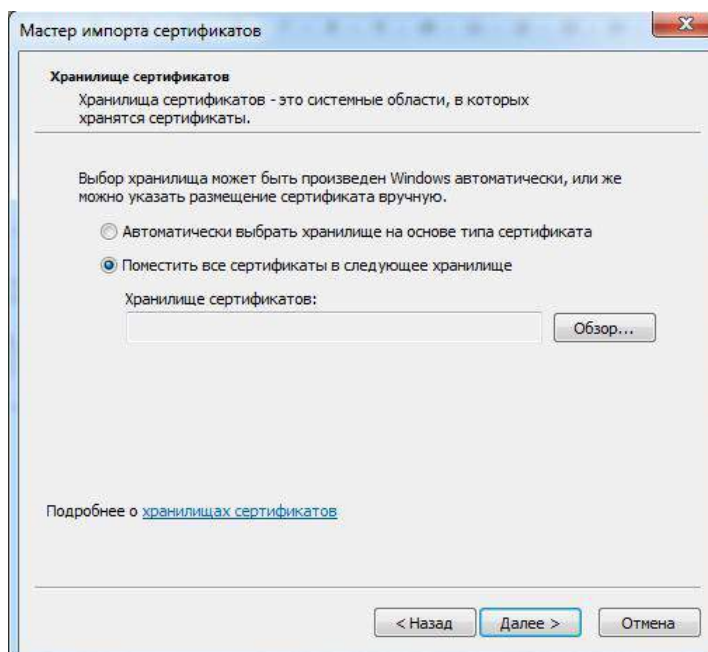 Мастер импорта сертификатов
Хранилище сертификатов
Хранилища сертификатов - это системные области, в которых
хранятся сертификаты.
Выбор хранилища может быть произведен Windows автоматически, или же
можно указать размещение сертификата вручную.
Автоматически выбрать хранилище на основе типа сертификата
Поместить все сертификаты в следующее хранилище
Хранилище сертификатов:
Обзор...
Подробнее о хранилищах сертификатов
< Назад
Далее >
Отмена